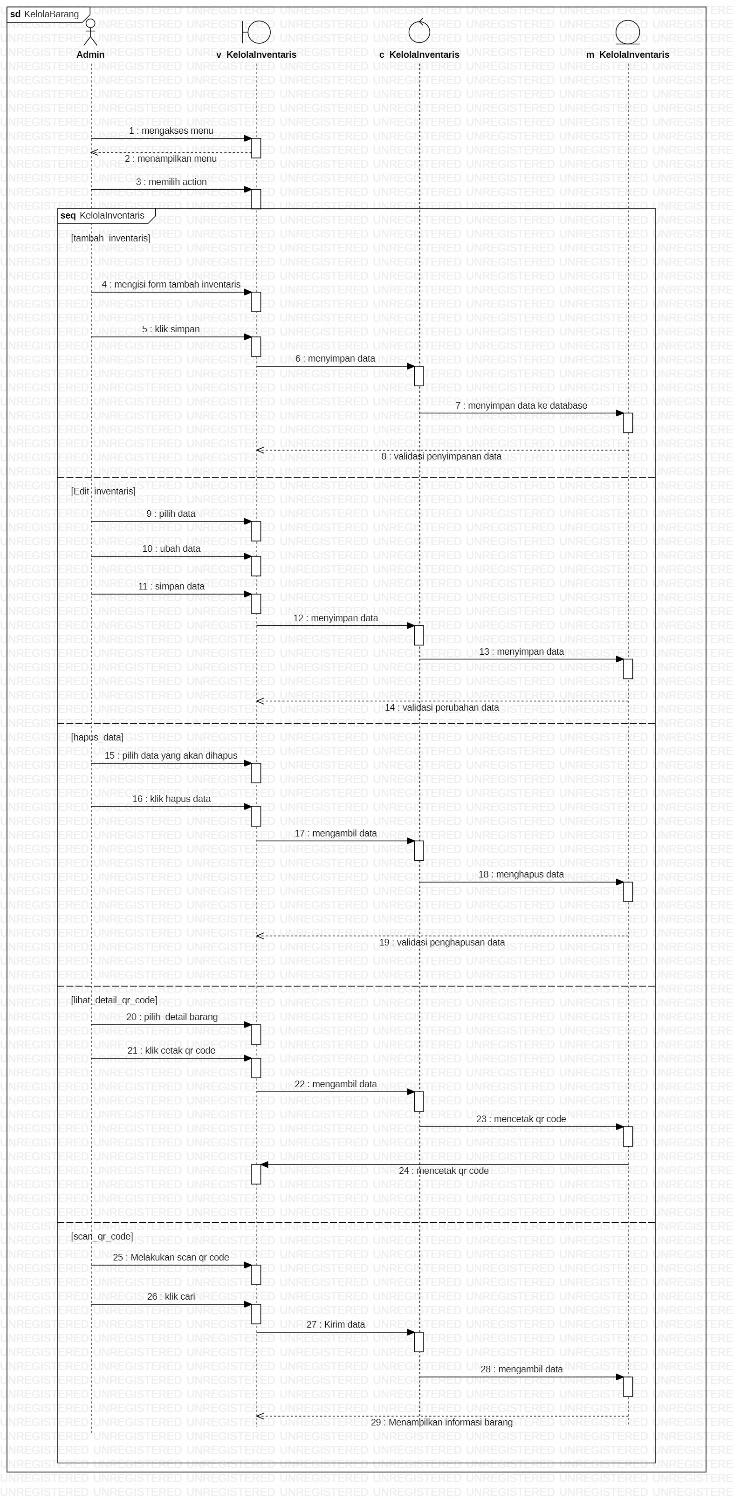 sd KelolaBarang
Admin
v_KelolaInventaris
c_KelolaInventaris
m_KelolaInventaris
1 : mengakses menu
2 : menampilkan menu
3 : memilih action
seq KelolaInventaris
[tambah_inventaris]
4 : mengisi form tambah inventaris
5 : klik simpan
6 : menyimpan data
7 : menyimpan data ke database
8 : validasi penyimpanan data
[Edit_inventaris]
9 : pilih data
10 : ubah data
11 : simpan data
12 : menyimpan data
13 : menyimpan data
14 : validasi perubahan data
[hapus_data]
15 : pilih data yang akan dihapus
16 : klik hapus data
17 : mengambil data
18 : menghapus data
19 : validasi penghapusan data
[lihat_detail_qr_code]
20 : pilih  detail barang
21 : klik cetak qr code
22 : mengambil data
23 : mencetak qr code
24 : mencetak qr code
[scan_qr_code]
25 : Melakukan scan qr code
26 : klik cari
27 : Kirim data
28 : mengambil data
29 : Menampilkan informasi barang
UNREGISTERED